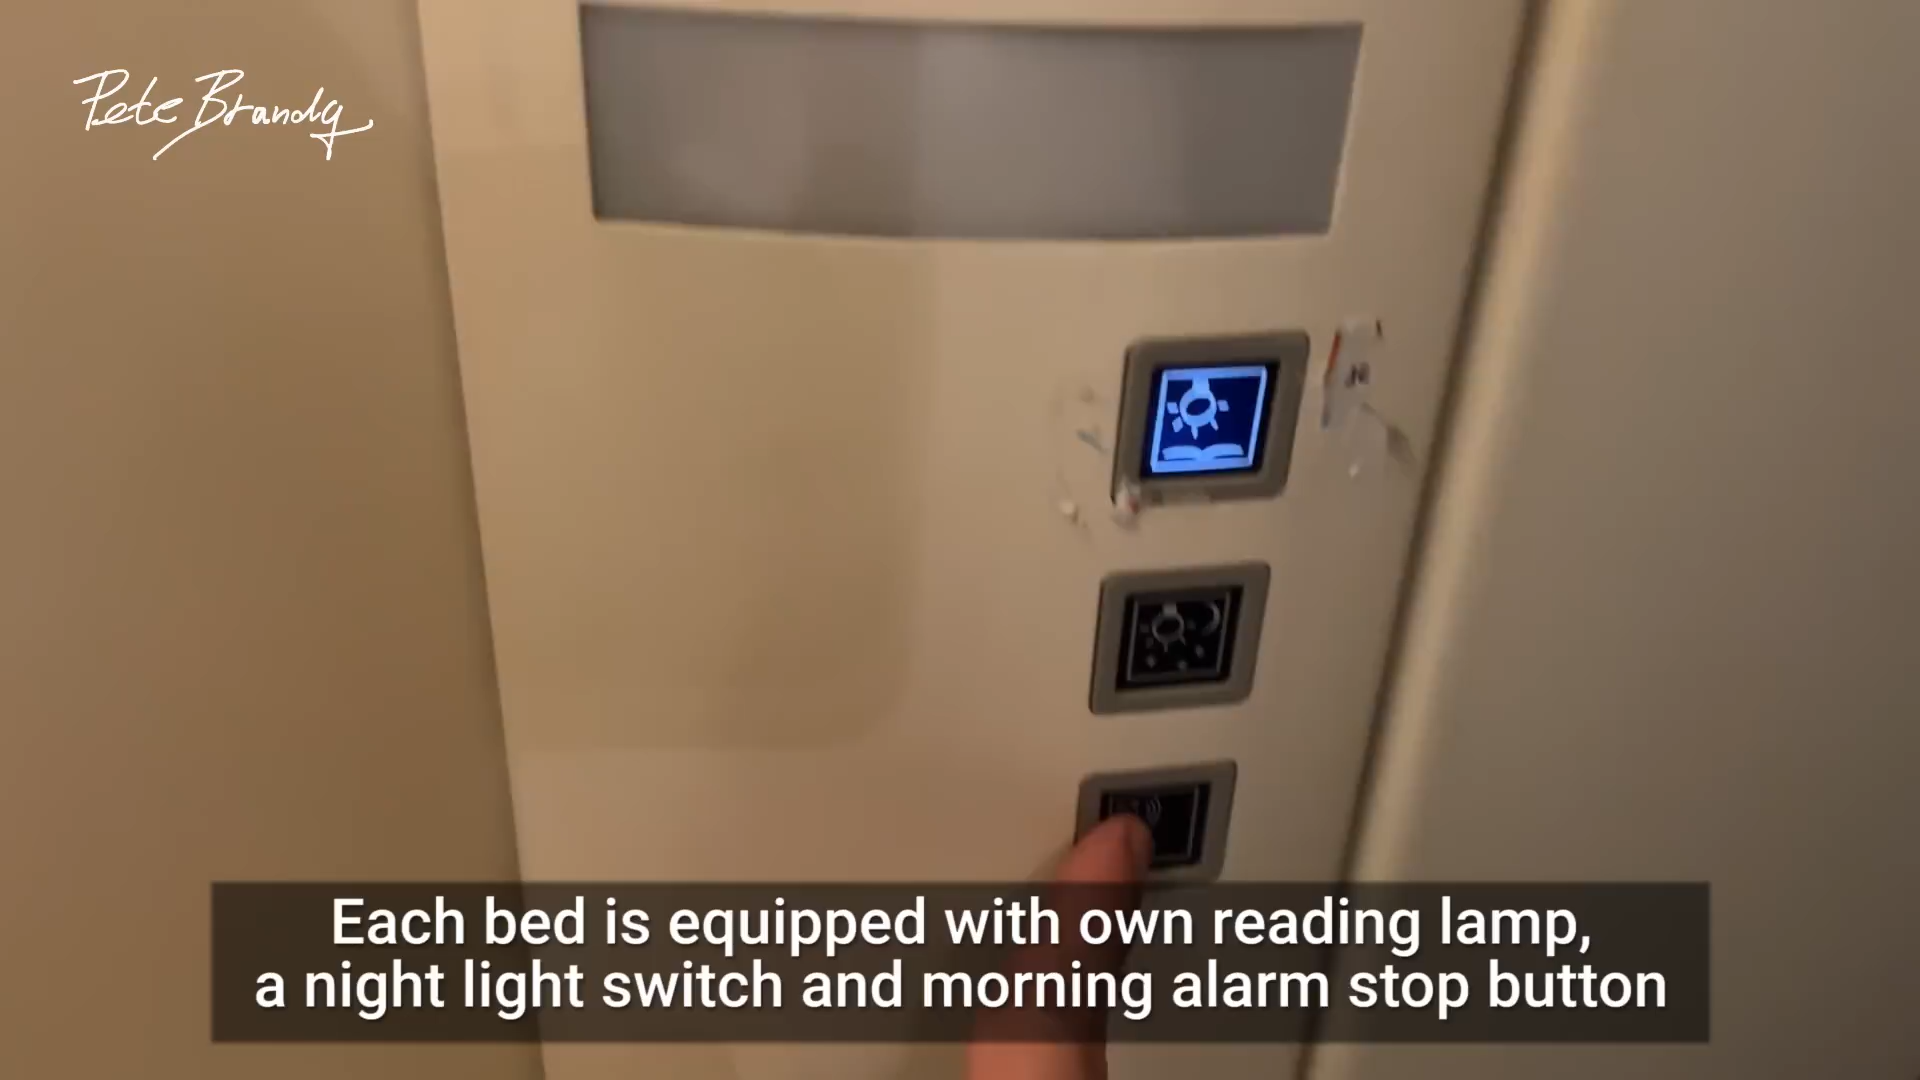 Pete Brandy
Each bed is equipped with own reading lamp,
a night light switch and morning alarm stop button